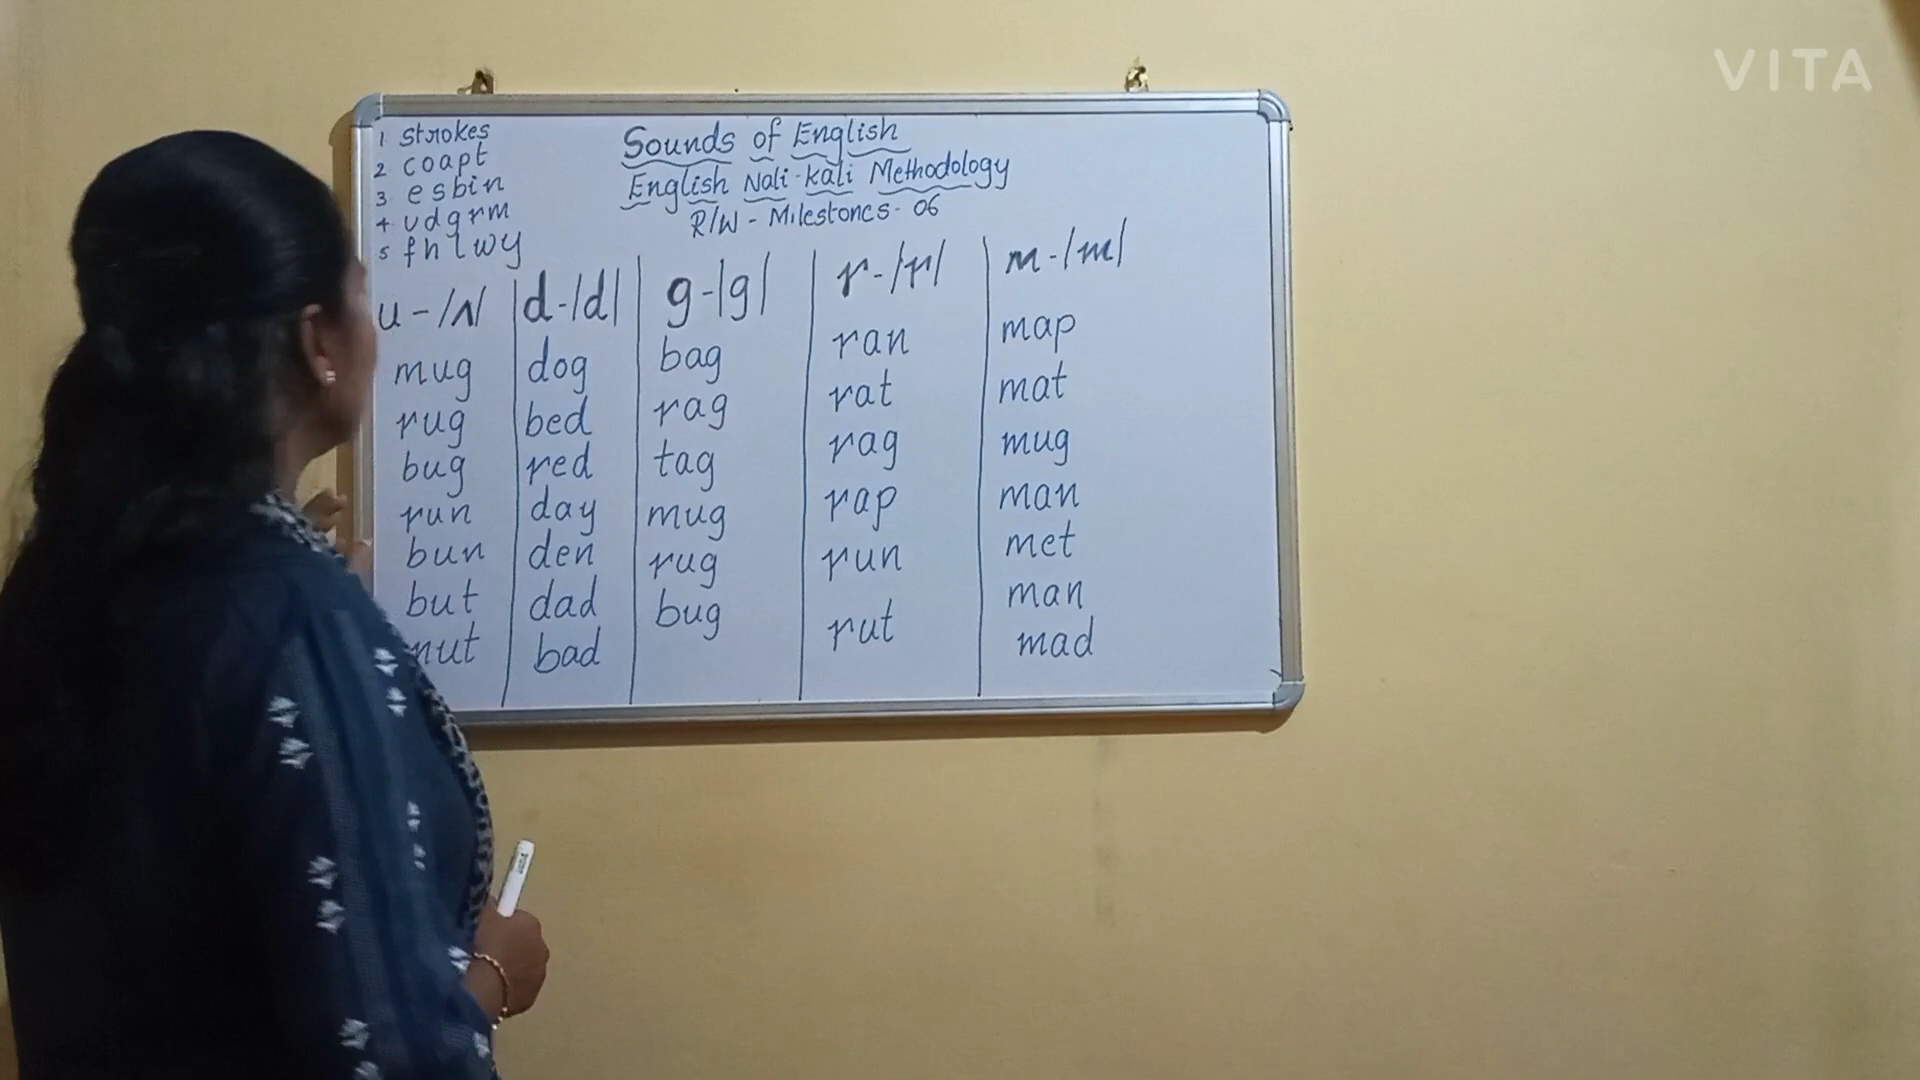 VITA
1 strokes
2 coapt
3 esbin
4 udgrm
5 fhlwy
Sounds of English
English Nali-kali Methodology
R/W - Milestones- 06
u-/ʌ/
mug
rug
bug
run
bun
but
nut
d-/d/
dog
bed
red
day
den
dad
bad
g-/g/
bag
rag
tag
mug
rug
bug
r-/r/
ran
rat
rag
rap
run
rut
m-/m/
map
mat
mug
man
met
man
mad